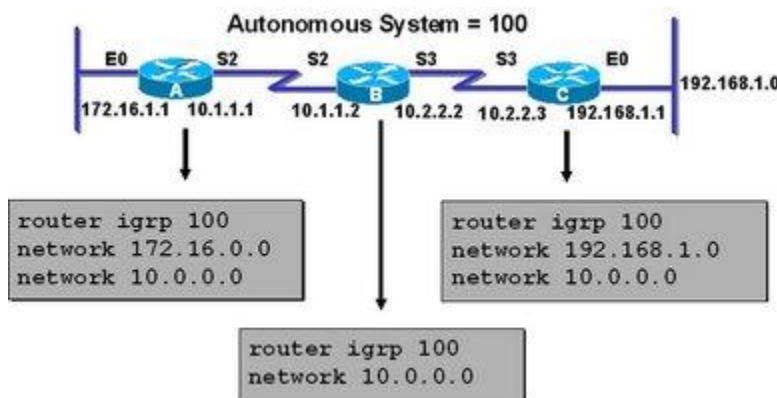 Autonomous System = 100
E0 S2 S2 S3 S3 E0
A B C
192.168.1.0
172.16.1.1 10.1.1.1 10.1.1.2 10.2.2.2 10.2.2.3 192.168.1.1
router igrp 100
network 172.16.0.0
network 10.0.0.0
router igrp 100
network 192.168.1.0
network 10.0.0.0
router igrp 100
network 10.0.0.0